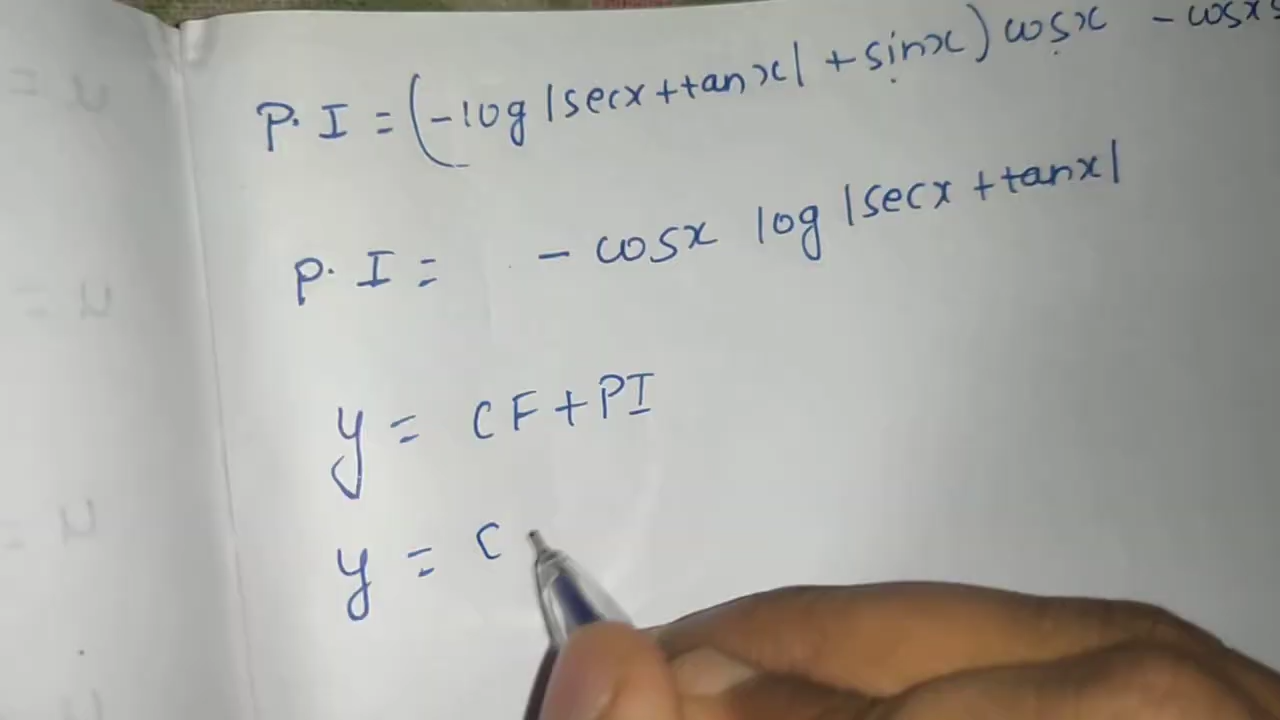 P.I = (-log|secx+tanx| + sinx) cosx - cosx
P.I = - cosx log|secx+tanx|
y = CF+PI
y = C